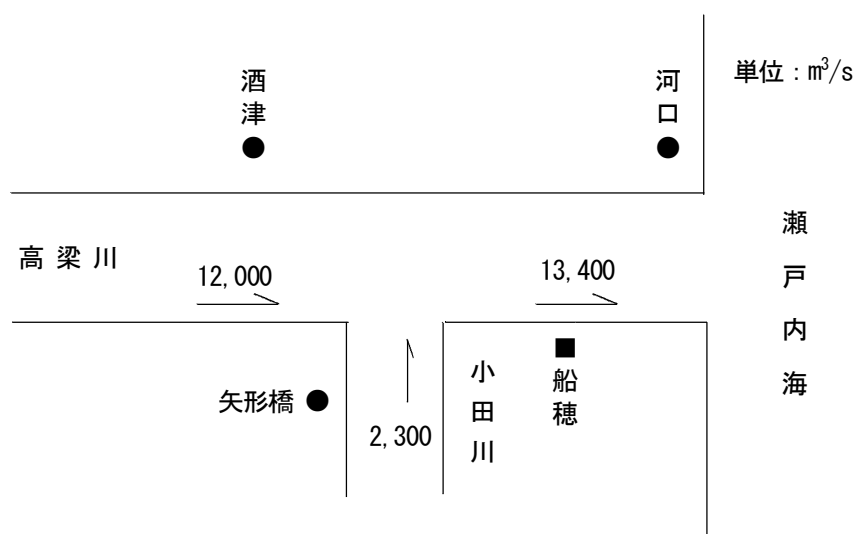 酒津
河口
単位：m³/s
高梁川
12,000
13,400
瀬戸内海
矢形橋
2,300
小田川
船穂